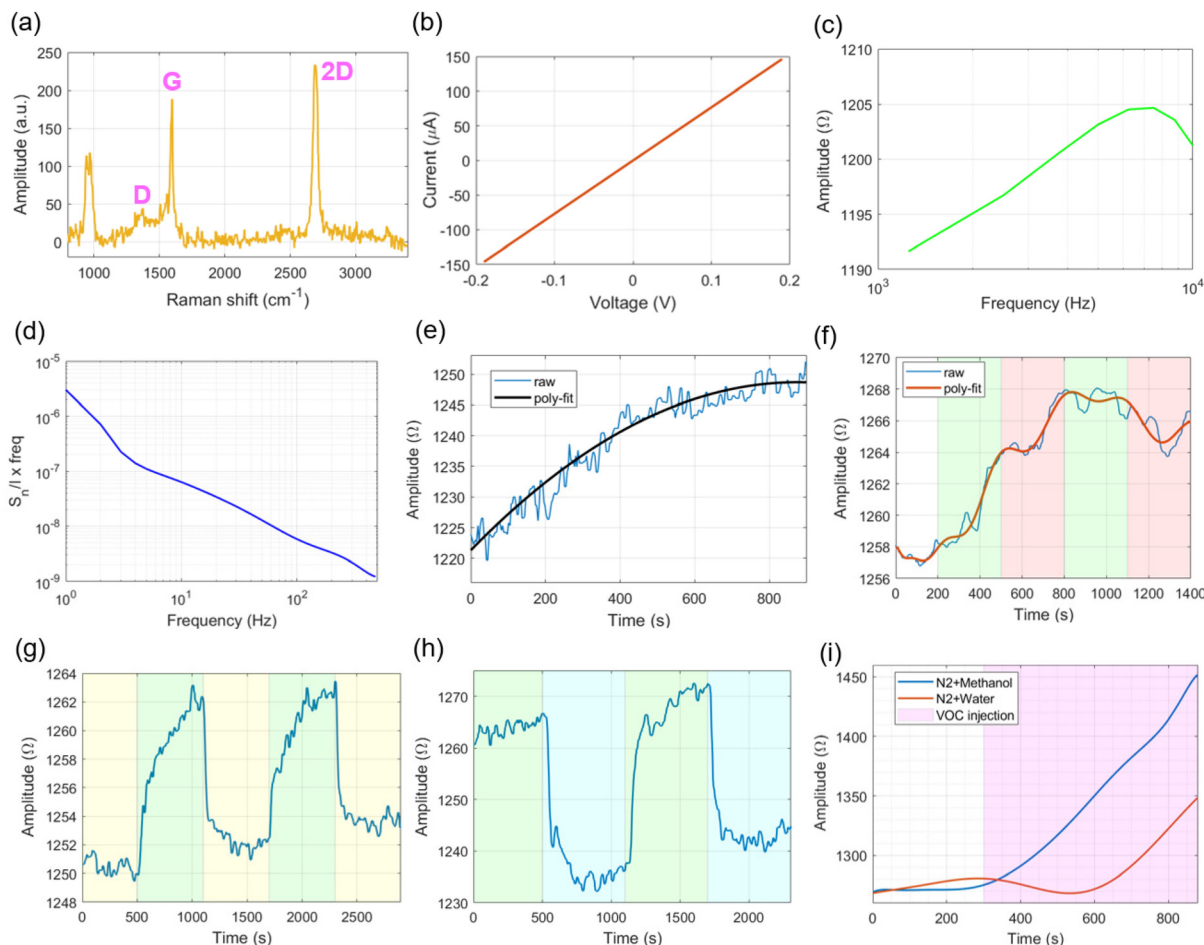 (a)
250
200
150
100
50
0
Amplitude (a.u.)
D
G
2D
1000 1500 2000 2500 3000
Raman shift (cm⁻¹)
(b)
150
100
50
0
-50
-100
-150
Current (μA)
-0.2 -0.1 0 0.1 0.2
Voltage (V)
(c)
1210
1205
1200
1195
1190
Amplitude (Ω)
10³ 10⁴
Frequency (Hz)
(d)
10⁻⁵
10⁻⁶
10⁻⁷
10⁻⁸
10⁻⁹
Sₙ/I x freq
10⁰ 10¹ 10²
Frequency (Hz)
(e)
1250
1245
1240
1235
1230
1225
1220
Amplitude (Ω)
raw
poly-fit
0 200 400 600 800
Time (s)
(f)
1270
1268
1266
1264
1262
1260
1258
1256
Amplitude (Ω)
raw
poly-fit
0 200 400 600 800 1000 1200 1400
Time (s)
(g)
1264
1262
1260
1258
1256
1254
1252
1250
1248
Amplitude (Ω)
0 500 1000 1500 2000 2500
Time (s)
(h)
1270
1260
1250
1240
1230
Amplitude (Ω)
0 500 1000 1500 2000
Time (s)
(i)
1450
1400
1350
1300
1260
Amplitude (Ω)
N2+Methanol
N2+Water
VOC injection
0 200 400 600 800
Time (s)